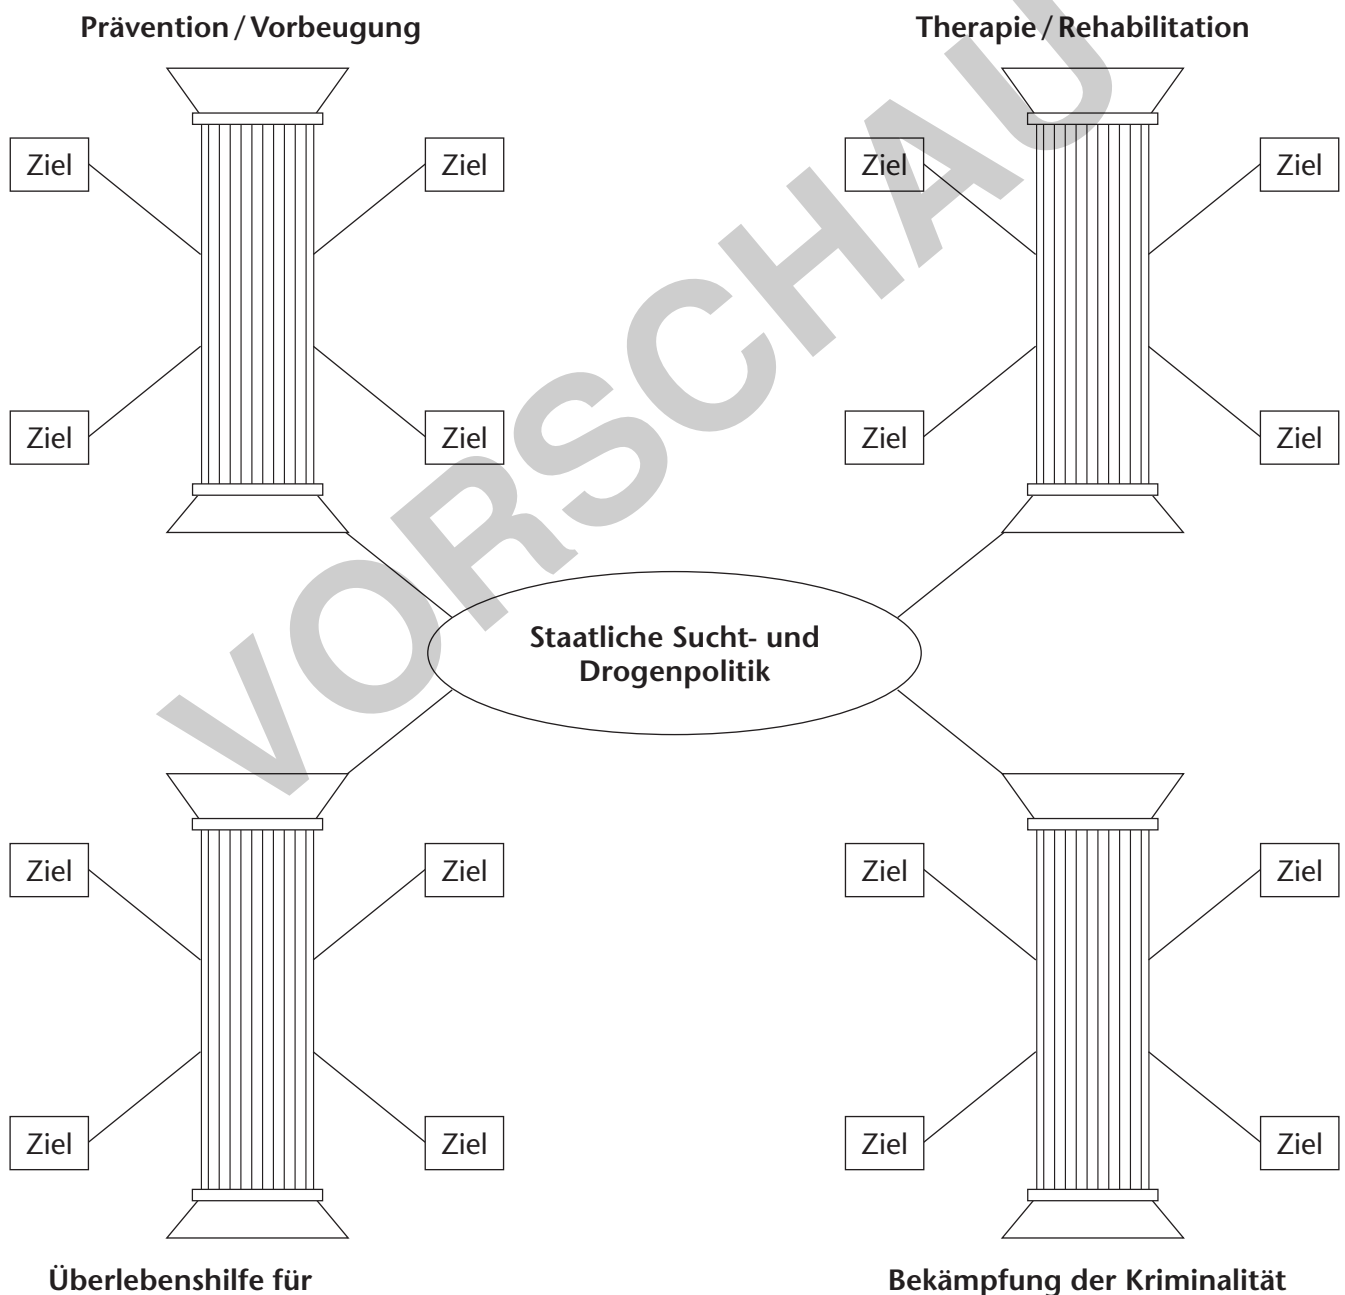 Prävention / Vorbeugung
Therapie / Rehabilitation
Ziel
Ziel
Ziel
Ziel
Ziel
Ziel
Ziel
Ziel
Staatliche Sucht- und
Drogenpolitik
Ziel
Ziel
Ziel
Ziel
Ziel
Ziel
Ziel
Ziel
Überlebenshilfe für
Bekämpfung der Kriminalität
VORSCHAU